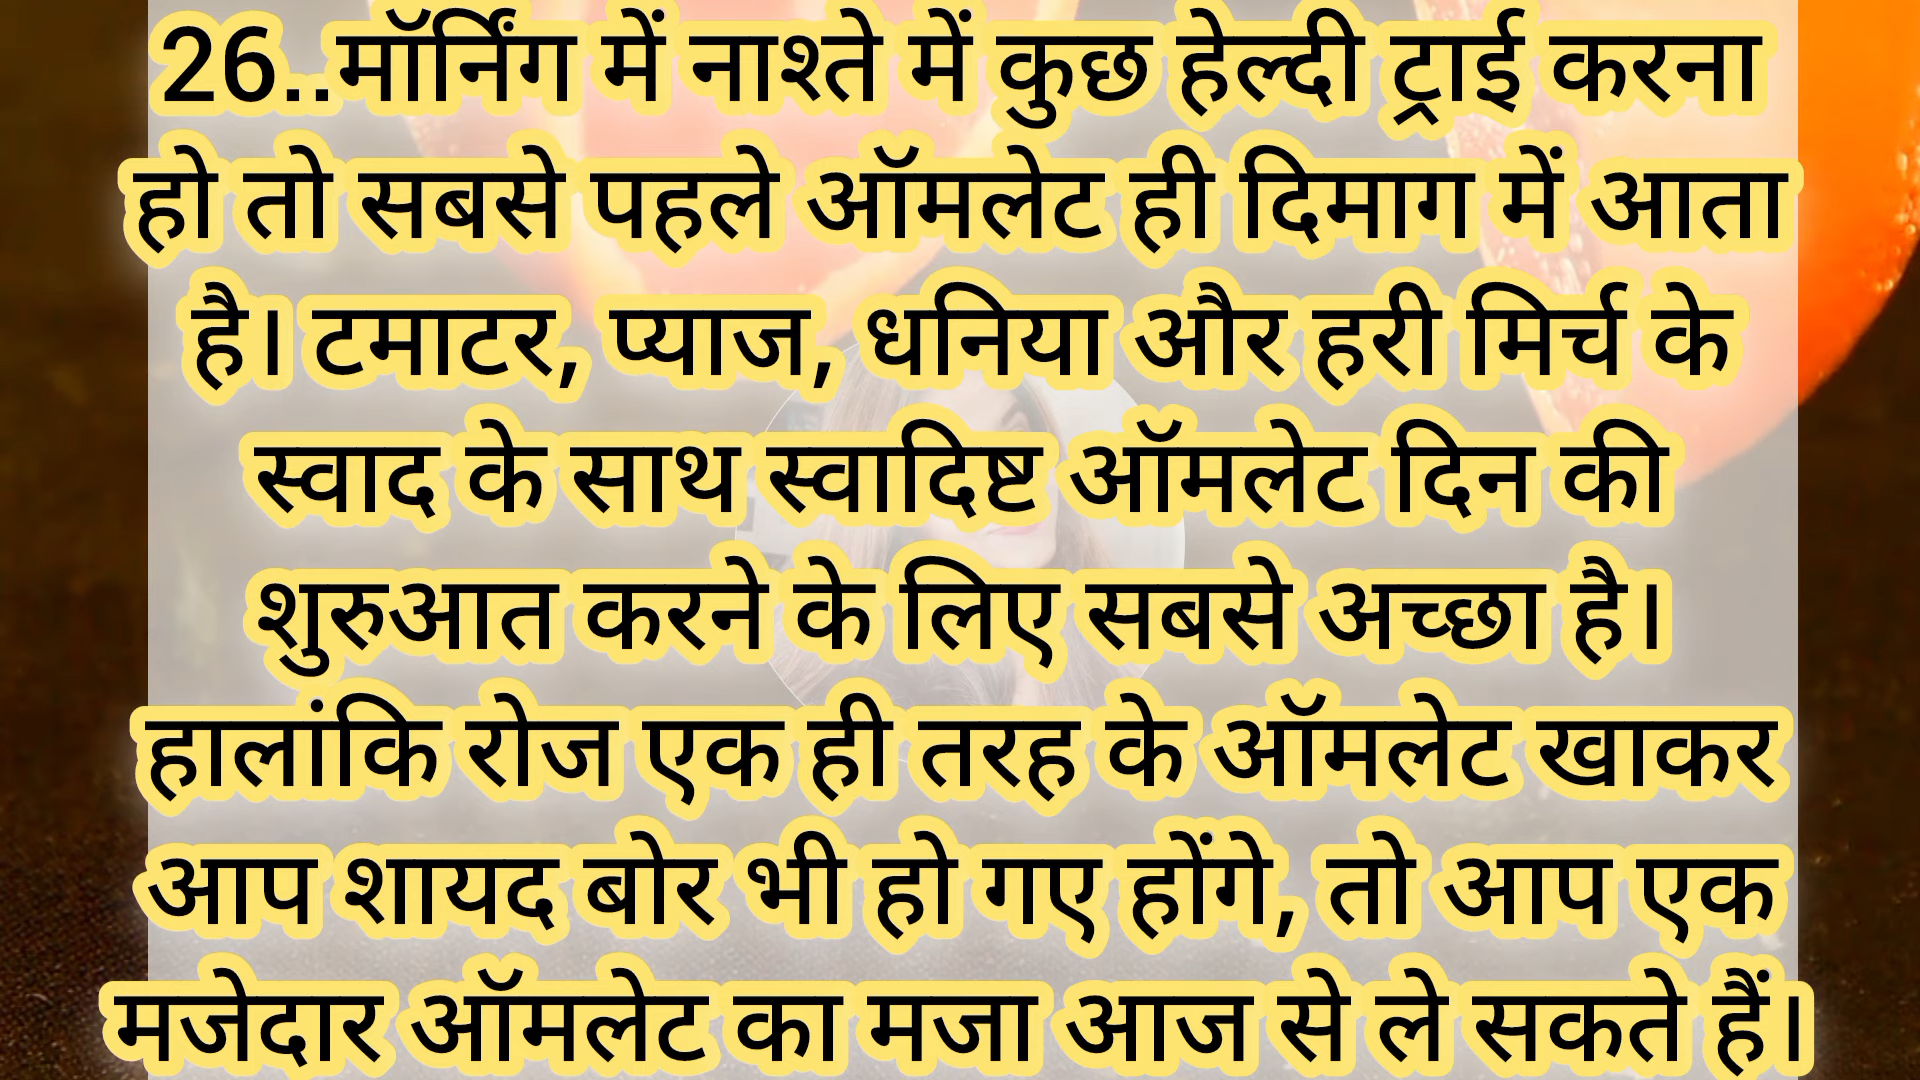 26..मॉर्निंग में नाश्ते में कुछ हेल्दी ट्राई करना
हो तो सबसे पहले ऑमलेट ही दिमाग में आता
है। टमाटर, प्याज, धनिया और हरी मिर्च के
स्वाद के साथ स्वादिष्ट ऑमलेट दिन की
शुरुआत करने के लिए सबसे अच्छा है।
हालांकि रोज एक ही तरह के ऑमलेट खाकर
आप शायद बोर भी हो गए होंगे, तो आप एक
मजेदार ऑमलेट का मजा आज से ले सकते हैं।